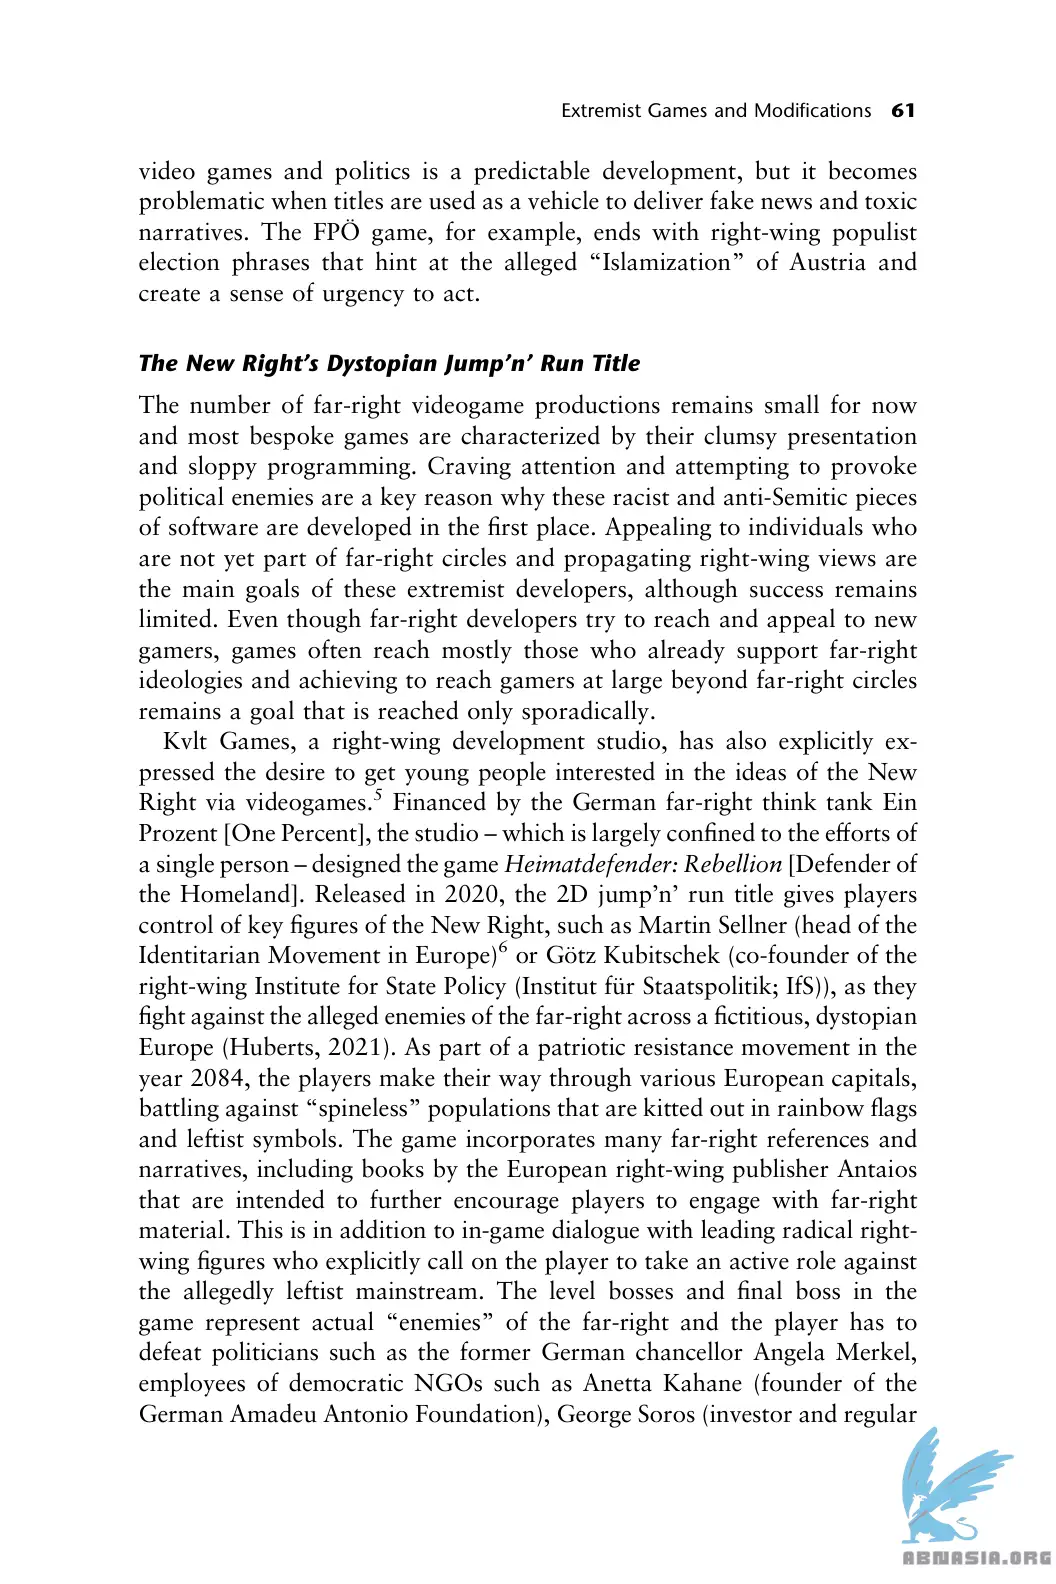 Extremist Games and Modifications 61
video games and politics is a predictable development, but it becomes
problematic when titles are used as a vehicle to deliver fake news and toxic
narratives. The FPÖ game, for example, ends with right-wing populist
election phrases that hint at the alleged “Islamization” of Austria and
create a sense of urgency to act.
The New Right’s Dystopian Jump’n’ Run Title
The number of far-right videogame productions remains small for now
and most bespoke games are characterized by their clumsy presentation
and sloppy programming. Craving attention and attempting to provoke
political enemies are a key reason why these racist and anti-Semitic pieces
of software are developed in the first place. Appealing to individuals who
are not yet part of far-right circles and propagating right-wing views are
the main goals of these extremist developers, although success remains
limited. Even though far-right developers try to reach and appeal to new
gamers, games often reach mostly those who already support far-right
ideologies and achieving to reach gamers at large beyond far-right circles
remains a goal that is reached only sporadically.
Kvlt Games, a right-wing development studio, has also explicitly ex-
pressed the desire to get young people interested in the ideas of the New
Right via videogames.5 Financed by the German far-right think tank Ein
Prozent [One Percent], the studio – which is largely confined to the efforts of
a single person – designed the game Heimatdefender: Rebellion [Defender of
the Homeland]. Released in 2020, the 2D jump’n’ run title gives players
control of key figures of the New Right, such as Martin Sellner (head of the
Identitarian Movement in Europe)6 or Götz Kubitschek (co-founder of the
right-wing Institute for State Policy (Institut für Staatspolitik; IfS)), as they
fight against the alleged enemies of the far-right across a fictitious, dystopian
Europe (Huberts, 2021). As part of a patriotic resistance movement in the
year 2084, the players make their way through various European capitals,
battling against “spineless” populations that are kitted out in rainbow flags
and leftist symbols. The game incorporates many far-right references and
narratives, including books by the European right-wing publisher Antaios
that are intended to further encourage players to engage with far-right
material. This is in addition to in-game dialogue with leading radical right-
wing figures who explicitly call on the player to take an active role against
the allegedly leftist mainstream. The level bosses and final boss in the
game represent actual “enemies” of the far-right and the player has to
defeat politicians such as the former German chancellor Angela Merkel,
employees of democratic NGOs such as Anetta Kahane (founder of the
German Amadeu Antonio Foundation), George Soros (investor and regular
ABNASIA.ORG